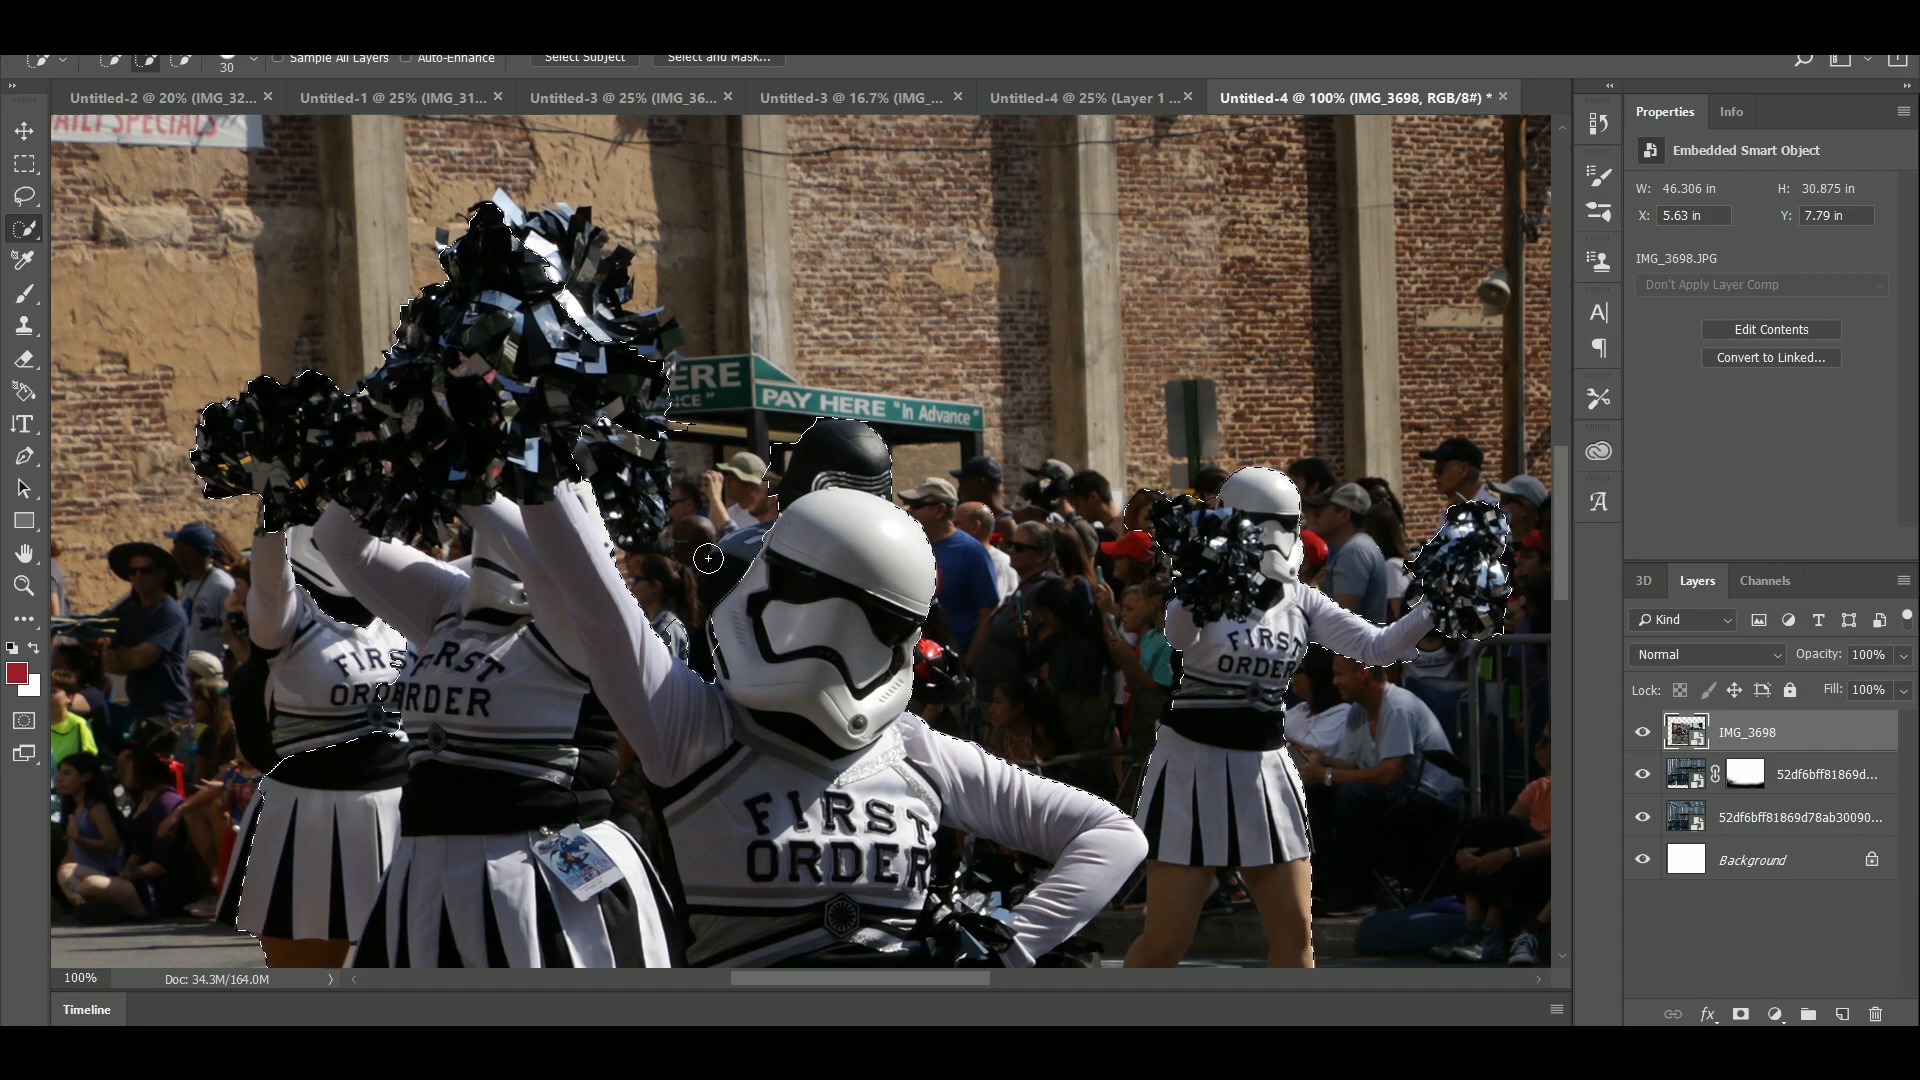 30
Sample All Layers
Auto-Enhance
Select Subject
Select and Mask...
Untitled-2 @ 20% (IMG_32...
Untitled-1 @ 25% (IMG_31...
Untitled-3 @ 25% (IMG_36...
Untitled-3 @ 16.7% (IMG_...
Untitled-4 @ 25% (Layer 1 ...
Untitled-4 @ 100% (IMG_3698, RGB/8#) *
Properties
Info
Embedded Smart Object
W: 46.306 in
H: 30.875 in
X: 5.63 in
Y: 7.79 in
IMG_3698.JPG
Don't Apply Layer Comp
Edit Contents
Convert to Linked...
3D
Layers
Channels
Kind
Normal
Opacity: 100%
Lock:
Fill: 100%
IMG_3698
52df6bff81869d...
52df6bff81869d78ab30090...
Background
fx
SPECIALS
ERE
PAY HERE "In Advance"
FIRST
ORDER
FIRST
ORDER
FIRST
ORDER
FIRST
ORDER
100%
Doc: 34.3M/164.0M
Timeline